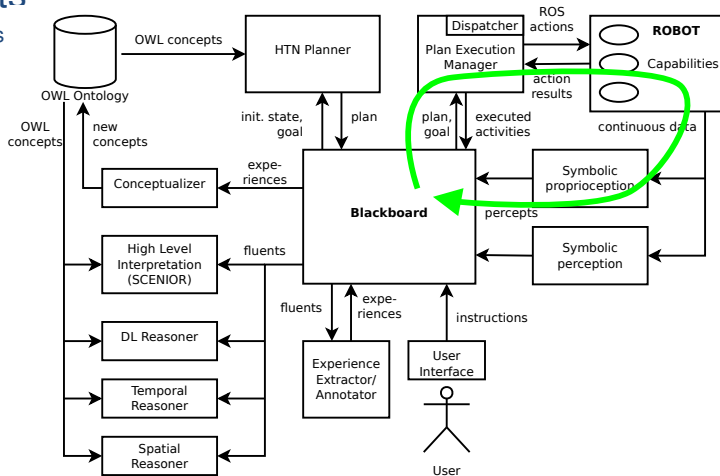 s
Dispatcher
ROS
actions
ROBOT
OWL concepts
HTN Planner
Plan Execution
Manager
Capabilities
action
results
OWL Ontology
OWL
concepts
new
concepts
init. state,
goal
plan
plan,
goal
executed
activities
continuous data
Conceptualizer
expe-
riences
Blackboard
Symbolic
proprioception
percepts
High Level
Interpretation
(SCENIOR)
fluents
Symbolic
perception
fluents
expe-
riences
instructions
DL Reasoner
Experience
Extractor/
Annotator
User
Interface
Temporal
Reasoner
Spatial
Reasoner
User